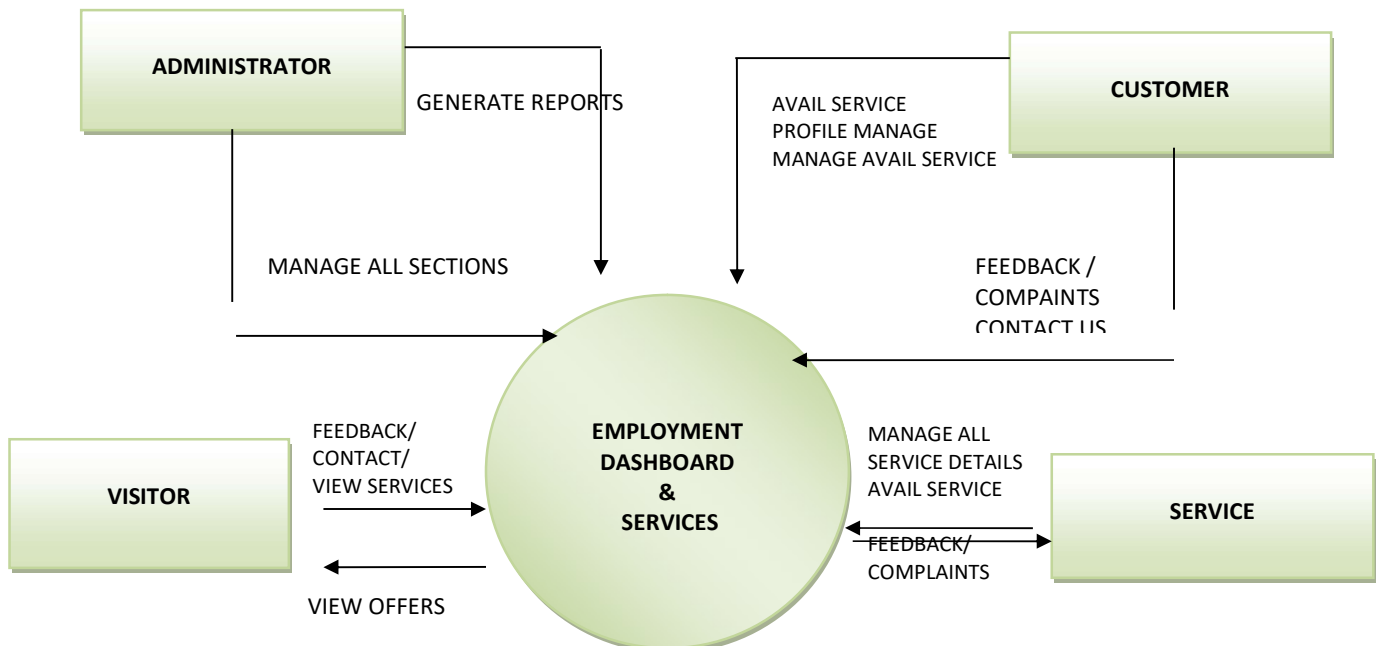 ADMINISTRATOR
GENERATE REPORTS
AVAIL SERVICE
PROFILE MANAGE
MANAGE AVAIL SERVICE
CUSTOMER
MANAGE ALL SECTIONS
FEEDBACK /
COMPAINTS
CONTACT US
FEEDBACK/
CONTACT/
VIEW SERVICES
VISITOR
VIEW OFFERS
EMPLOYMENT
DASHBOARD
&
SERVICES
MANAGE ALL
SERVICE DETAILS
AVAIL SERVICE
FEEDBACK/
COMPLAINTS
SERVICE